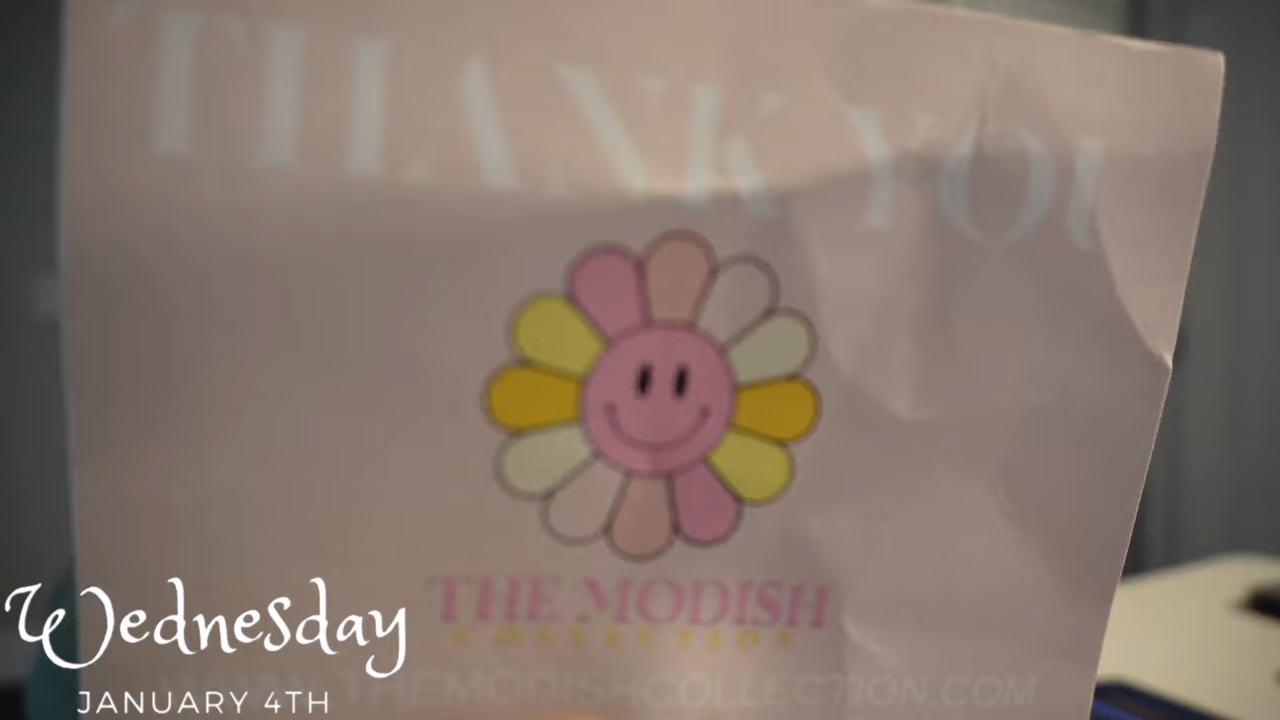 THANK YOU
THE MODISH
COLLECTION
WWW.THEMODISHCOLLECTION.COM
Wednesday
JANUARY 4TH